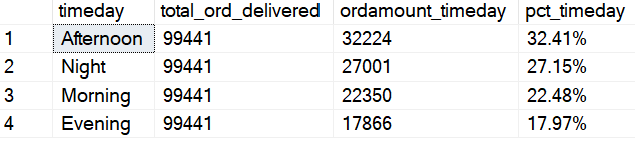 timeday total_ord_delivered ordamount_timeday pct_timeday
1 Afternoon 99441 32224 32.41%
2 Night 99441 27001 27.15%
3 Morning 99441 22350 22.48%
4 Evening 99441 17866 17.97%